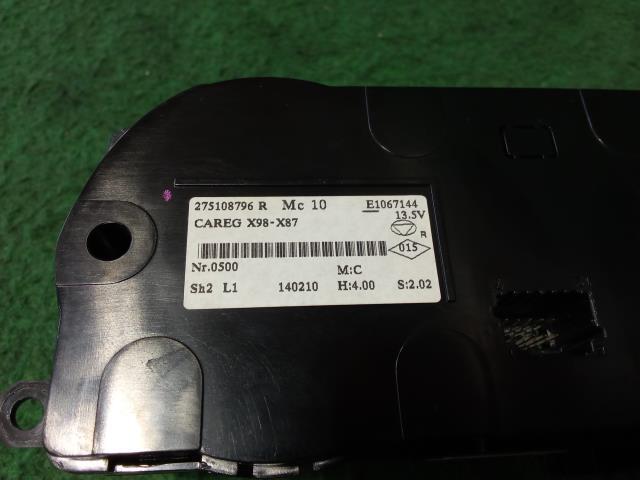 275108796 R Mc 10 E1067144
13.5V
CAREG X98-X87
R
015
Nr.0500 M:C
Sh2 L1 140210 H:4.00 S:2.02